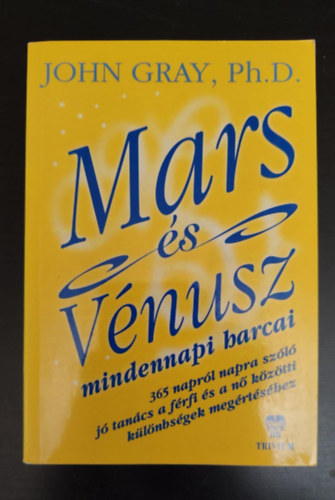 JOHN GRAY, Ph.D.
Mars
és
Vénusz
mindennapi harcai
365 napról napra szóló
jó tanács a férfi és a nő közötti
különbségek megértéséhez
TRIVIUM